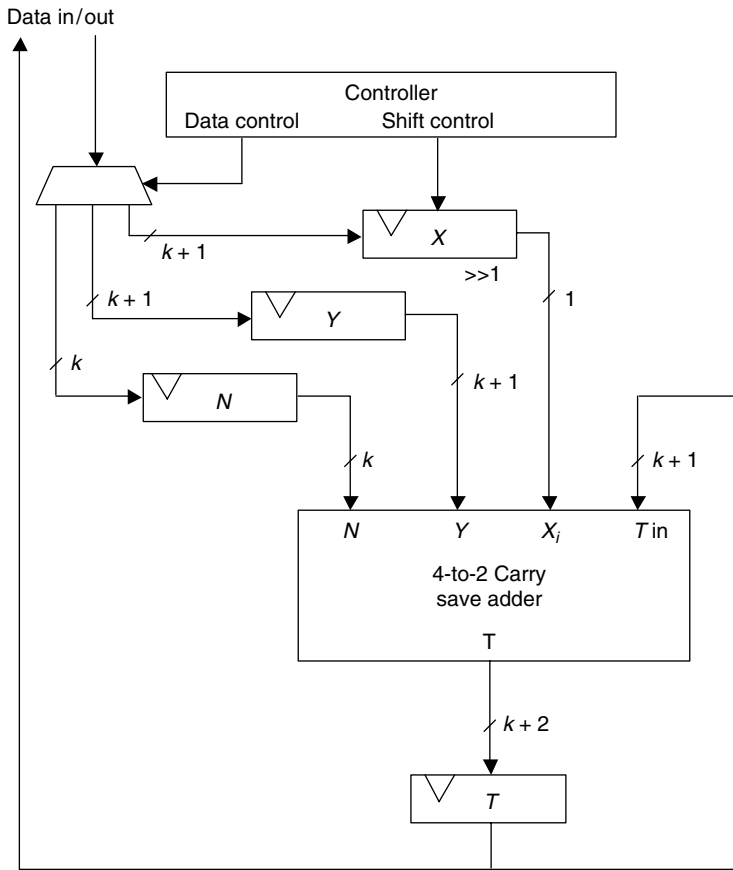 Data in/out
Controller
Data control
Shift control
X
k + 1
>>1
k + 1
Y
1
k
N
k + 1
k
k + 1
N
Y
Xi
T in
4-to-2 Carry
save adder
T
k + 2
T